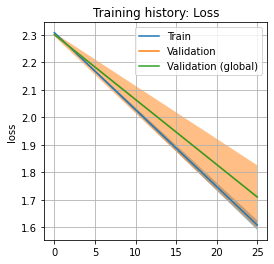 Training history: Loss
Train
Validation
Validation (global)
2.3
2.2
2.1
2.0
1.9
1.8
1.7
1.6
loss
0 5 10 15 20 25